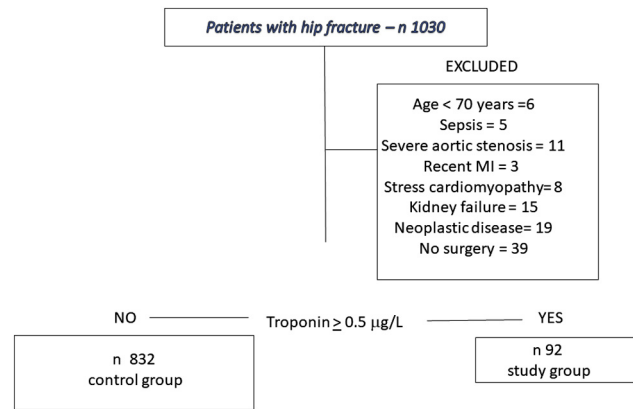 Patients with hip fracture – n 1030
EXCLUDED
Age < 70 years =6
Sepsis = 5
Severe aortic stenosis = 11
Recent MI = 3
Stress cardiomyopathy= 8
Kidney failure = 15
Neoplastic disease= 19
No surgery = 39
NO
Troponin ≥ 0.5 μg/L
YES
n 832
control group
n 92
study group